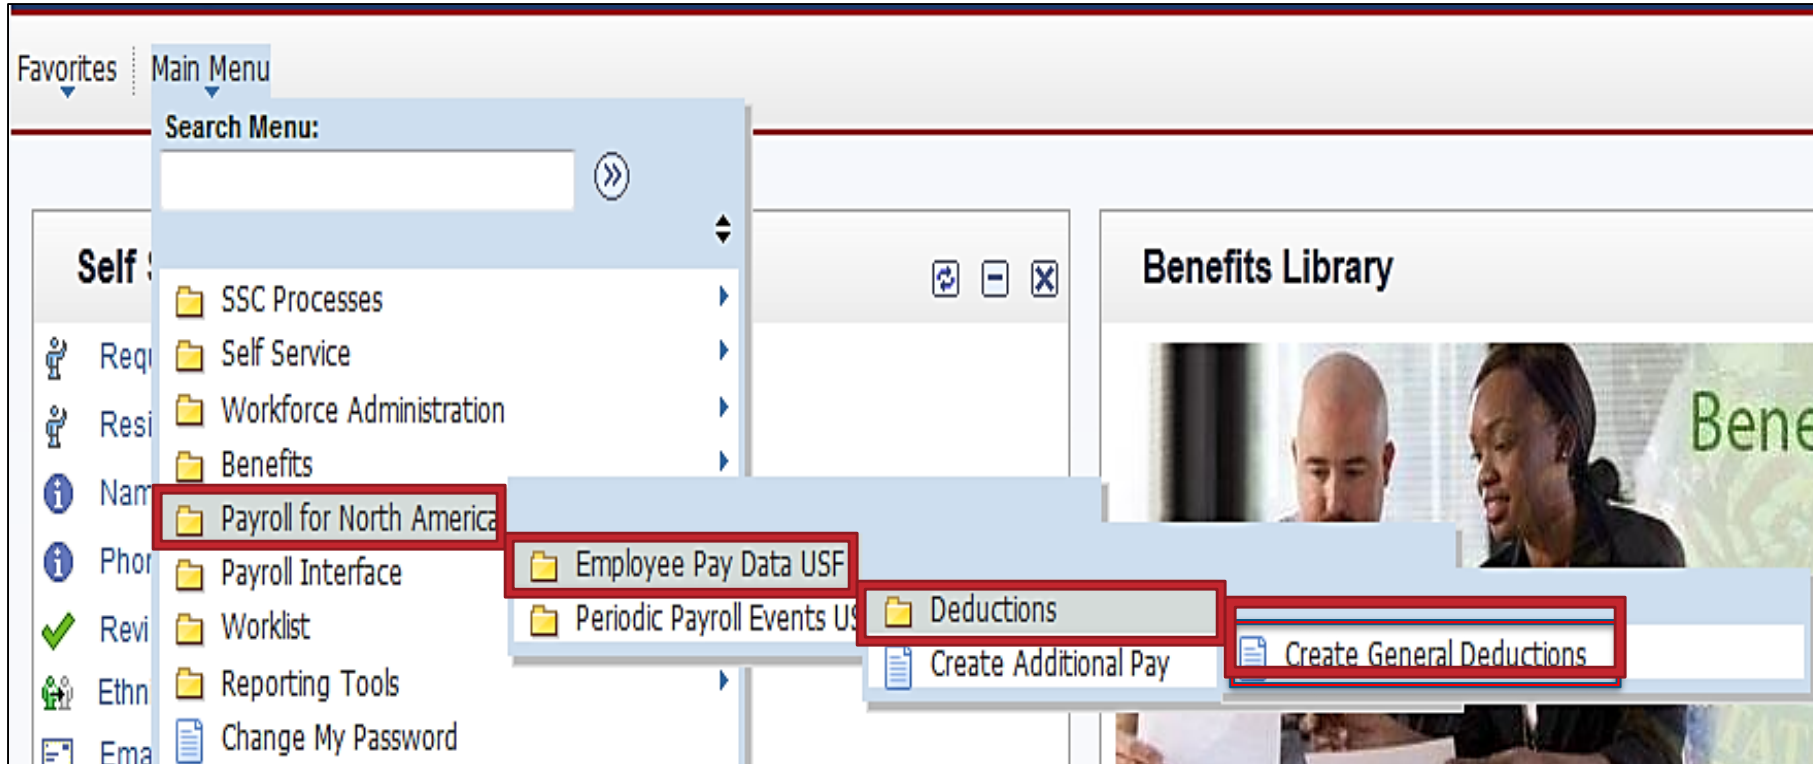 Favorites
Main Menu
Search Menu:
Self
Benefits Library
SSC Processes
Self Service
Workforce Administration
Benefits
Payroll for North America
Payroll Interface
Worklist
Reporting Tools
Change My Password
Employee Pay Data USF
Periodic Payroll Events
Deductions
Create Additional Pay
Create General Deductions